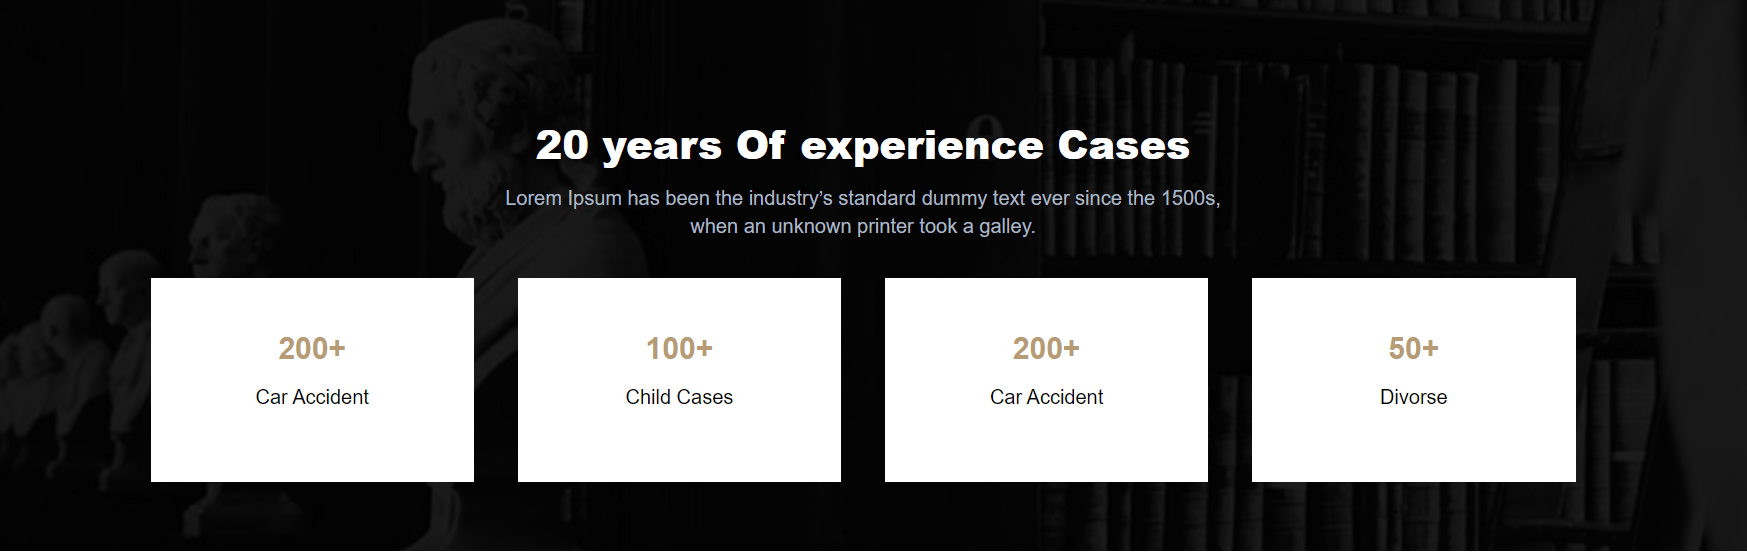 20 years Of experience Cases
Lorem Ipsum has been the industry’s standard dummy text ever since the 1500s,
when an unknown printer took a galley.
200+
Car Accident
100+
Child Cases
200+
Car Accident
50+
Divorse